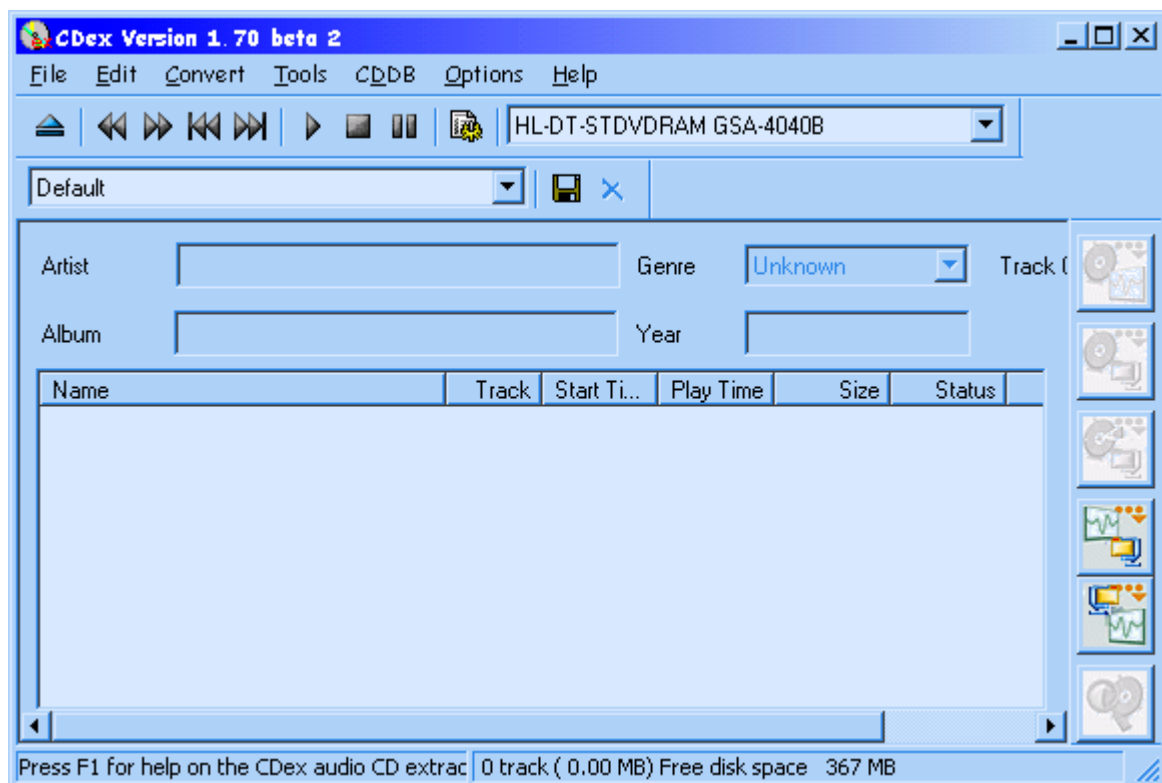 CDex Version 1.70 beta 2
File Edit Convert Tools CDDB Options Help
HL-DT-STDVDRAM GSA-4040B
Default
Artist Genre Unknown Track (
Album Year
Name Track Start Ti... Play Time Size Status
Press F1 for help on the CDex audio CD extrac 0 track ( 0.00 MB) Free disk space 367 MB